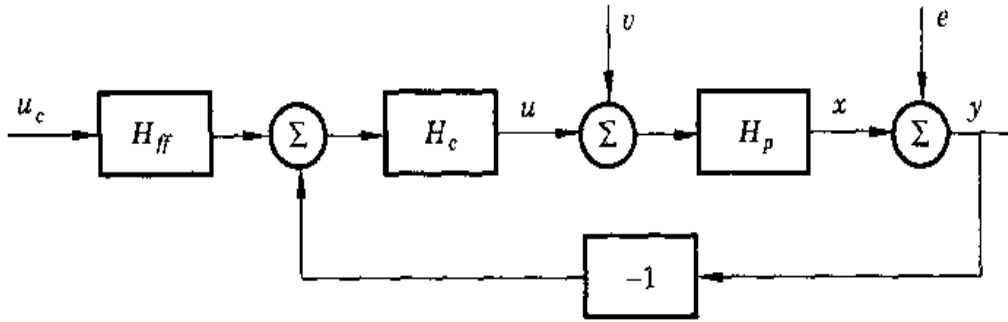 v e
u_c H_ff Σ H_c u Σ H_p x Σ y
-1